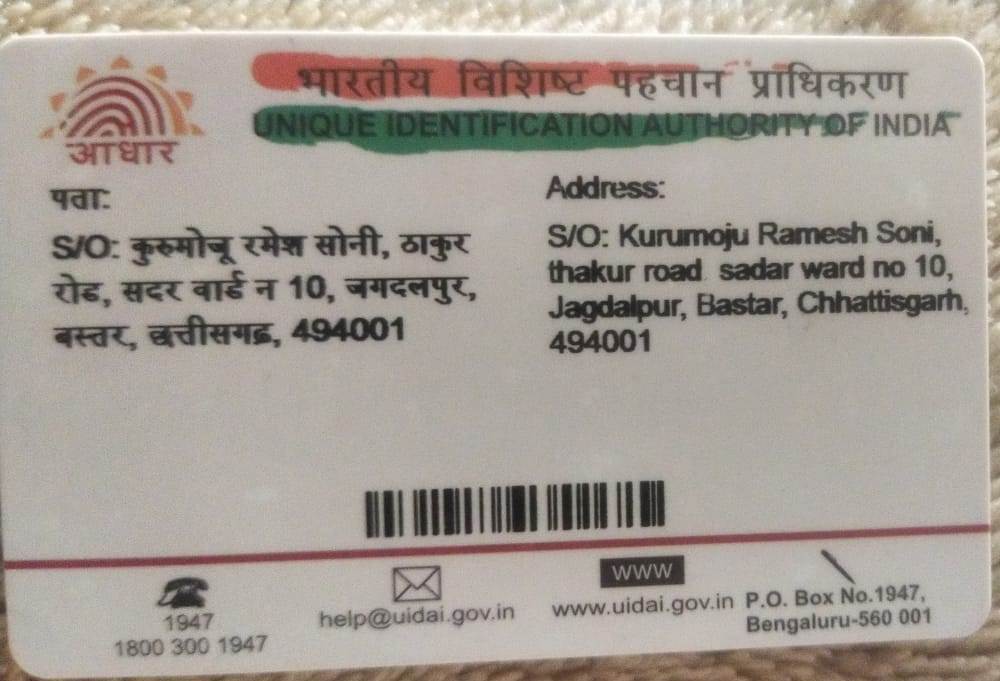 भारतीय विशिष्ट पहचान प्राधिकरण
UNIQUE IDENTIFICATION AUTHORITY OF INDIA
आधार
पता:
S/O: कुरुमोजू रमेश सोनी, ठाकुर
रोड, सदर वार्ड न 10, जगदलपुर,
बस्तर, छत्तीसगढ, 494001
Address:
S/O: Kurumoju Ramesh Soni,
thakur road sadar ward no 10,
Jagdalpur, Bastar, Chhattisgarh,
494001
1947
1800 300 1947
help@uidai.gov.in
www
www.uidai.gov.in
P.O. Box No.1947,
Bengaluru-560 001